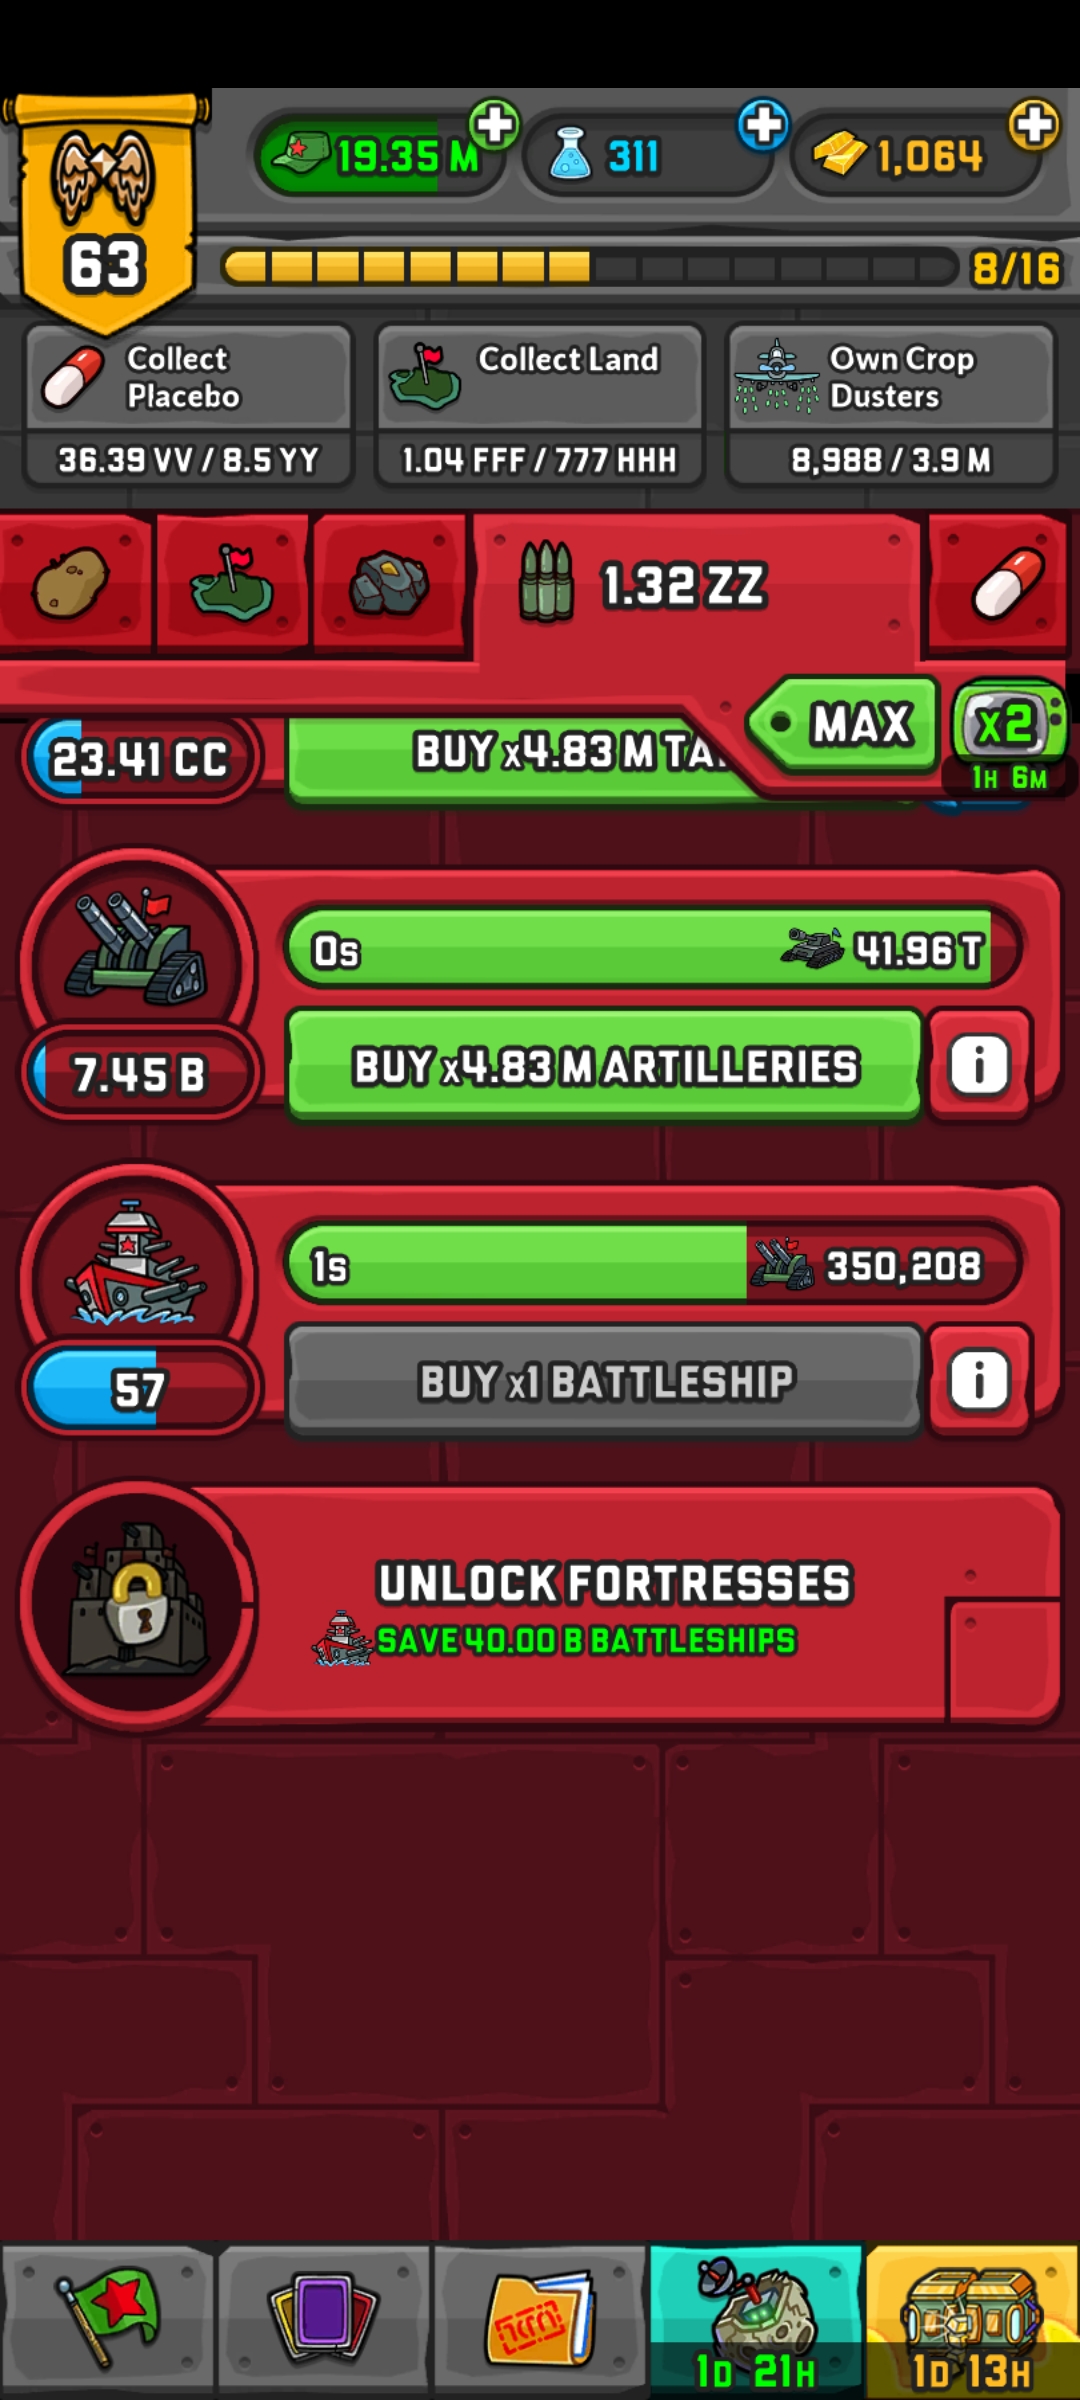 19.35 M
311
1,064
63
8/16
Collect
Placebo
36.39 VV / 8.5 YY
Collect Land
1.04 FFF / 777 HHH
Own Crop
Dusters
8,988 / 3.9 M
1.32 ZZ
MAX
X2
1H 6M
23.41 CC
BUY x4.83 M TA
0s
41.96 T
7.45 B
BUY x4.83 M ARTILLERIES
i
1s
350,208
57
BUY x1 BATTLESHIP
i
UNLOCK FORTRESSES
SAVE 40.00 B BATTLESHIPS
1D 21H
1D 13H